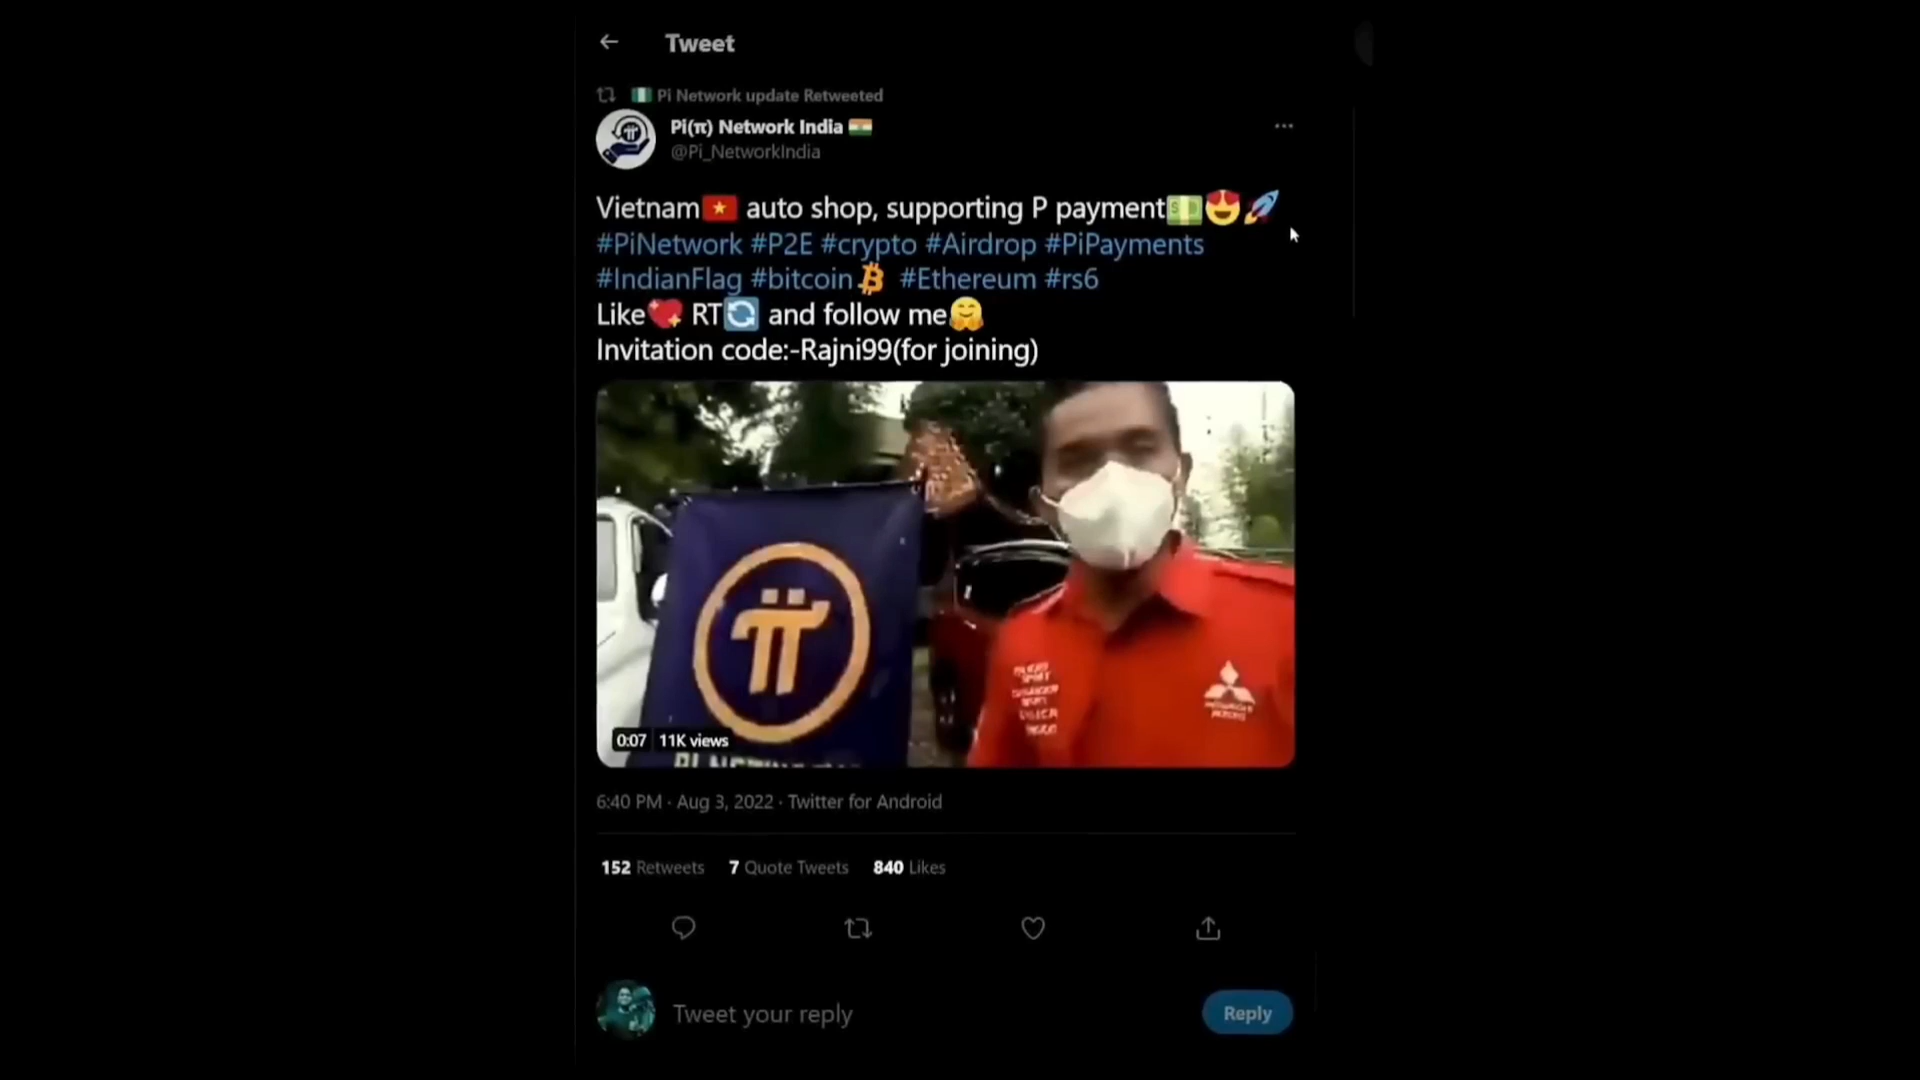 Tweet
Pi Network update Retweeted
Pi(π) Network India
@Pi_NetworkIndia
Vietnam🇻🇳 auto shop, supporting P payment💵😍🚀
#PiNetwork #P2E #crypto #Airdrop #PiPayments
#IndianFlag #bitcoin #Ethereum #rs6
Like💖 RT🔄 and follow me🤗
Invitation code:-Rajni99(for joining)
0:07 11K views
6:40 PM · Aug 3, 2022 · Twitter for Android
152 Retweets 7 Quote Tweets 840 Likes
Tweet your reply
Reply